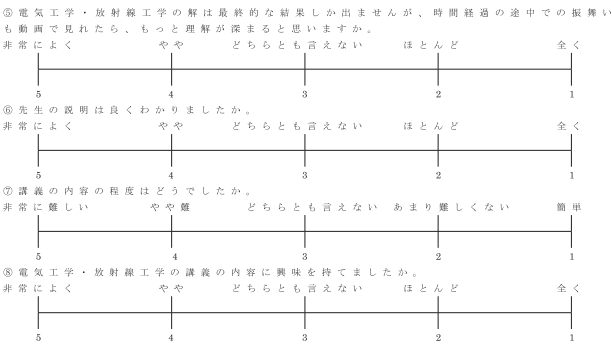 ⑤電気工学・放射線工学の解は最終的な結果しか出ませんが、時間経過の途中での振舞い
も動画で見れたら、もっと理解が深まると思いますか。
非常によく やや どちらとも言えない ほとんど 全く
5 4 3 2 1
⑥先生の説明は良くわかりましたか。
非常によく やや どちらとも言えない ほとんど 全く
5 4 3 2 1
⑦講義の内容の程度はどうでしたか。
非常に難しい やや難 どちらとも言えない あまり難しくない 簡単
5 4 3 2 1
⑧電気工学・放射線工学の講義の内容に興味を持てましたか。
非常によく やや どちらとも言えない ほとんど 全く
5 4 3 2 1